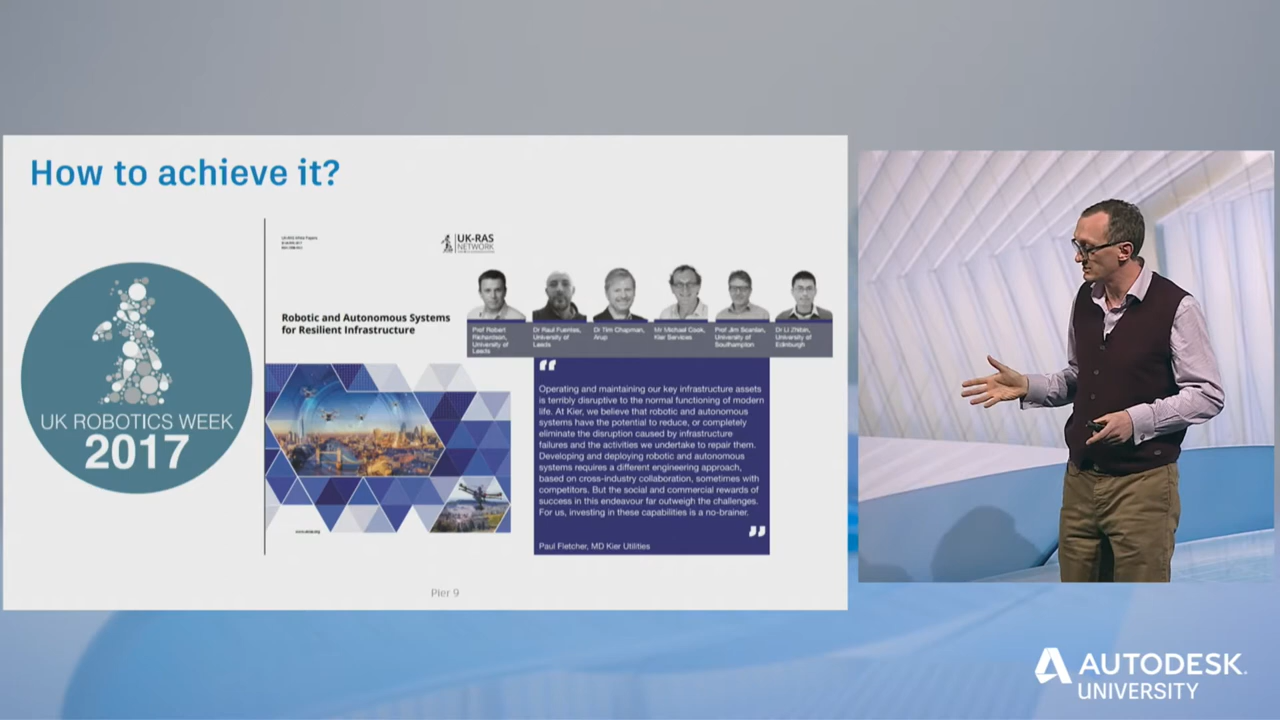 How to achieve it?
UK ROBOTICS WEEK
2017
UK-RAS
NETWORK
Robotic and Autonomous Systems
for Resilient Infrastructure
Prof Robert
Richardson,
University of
Leeds
Dr Raul Fuentes,
University of
Leeds
Dr Tim Chapman,
Arup
Mr Michael Cook,
Kier Services
Prof Jim Scanlan,
University of
Southampton
Dr Li Zhibin,
University of
Edinburgh
Operating and maintaining our key infrastructure assets
is terribly disruptive to the normal functioning of modern
life. At Kier, we believe that robotic and autonomous
systems have the potential to reduce, or completely
eliminate the disruption caused by infrastructure
failures and the activities we undertake to repair them.
Developing and deploying robotic and autonomous
systems requires a different engineering approach,
based on cross-industry collaboration, sometimes with
competitors. But the social and commercial rewards of
success in this endeavour far outweigh the challenges.
For us, investing in these capabilities is a no-brainer.
Paul Fletcher, MD Kier Utilities
Pier 9
AUTODESK.
UNIVERSITY